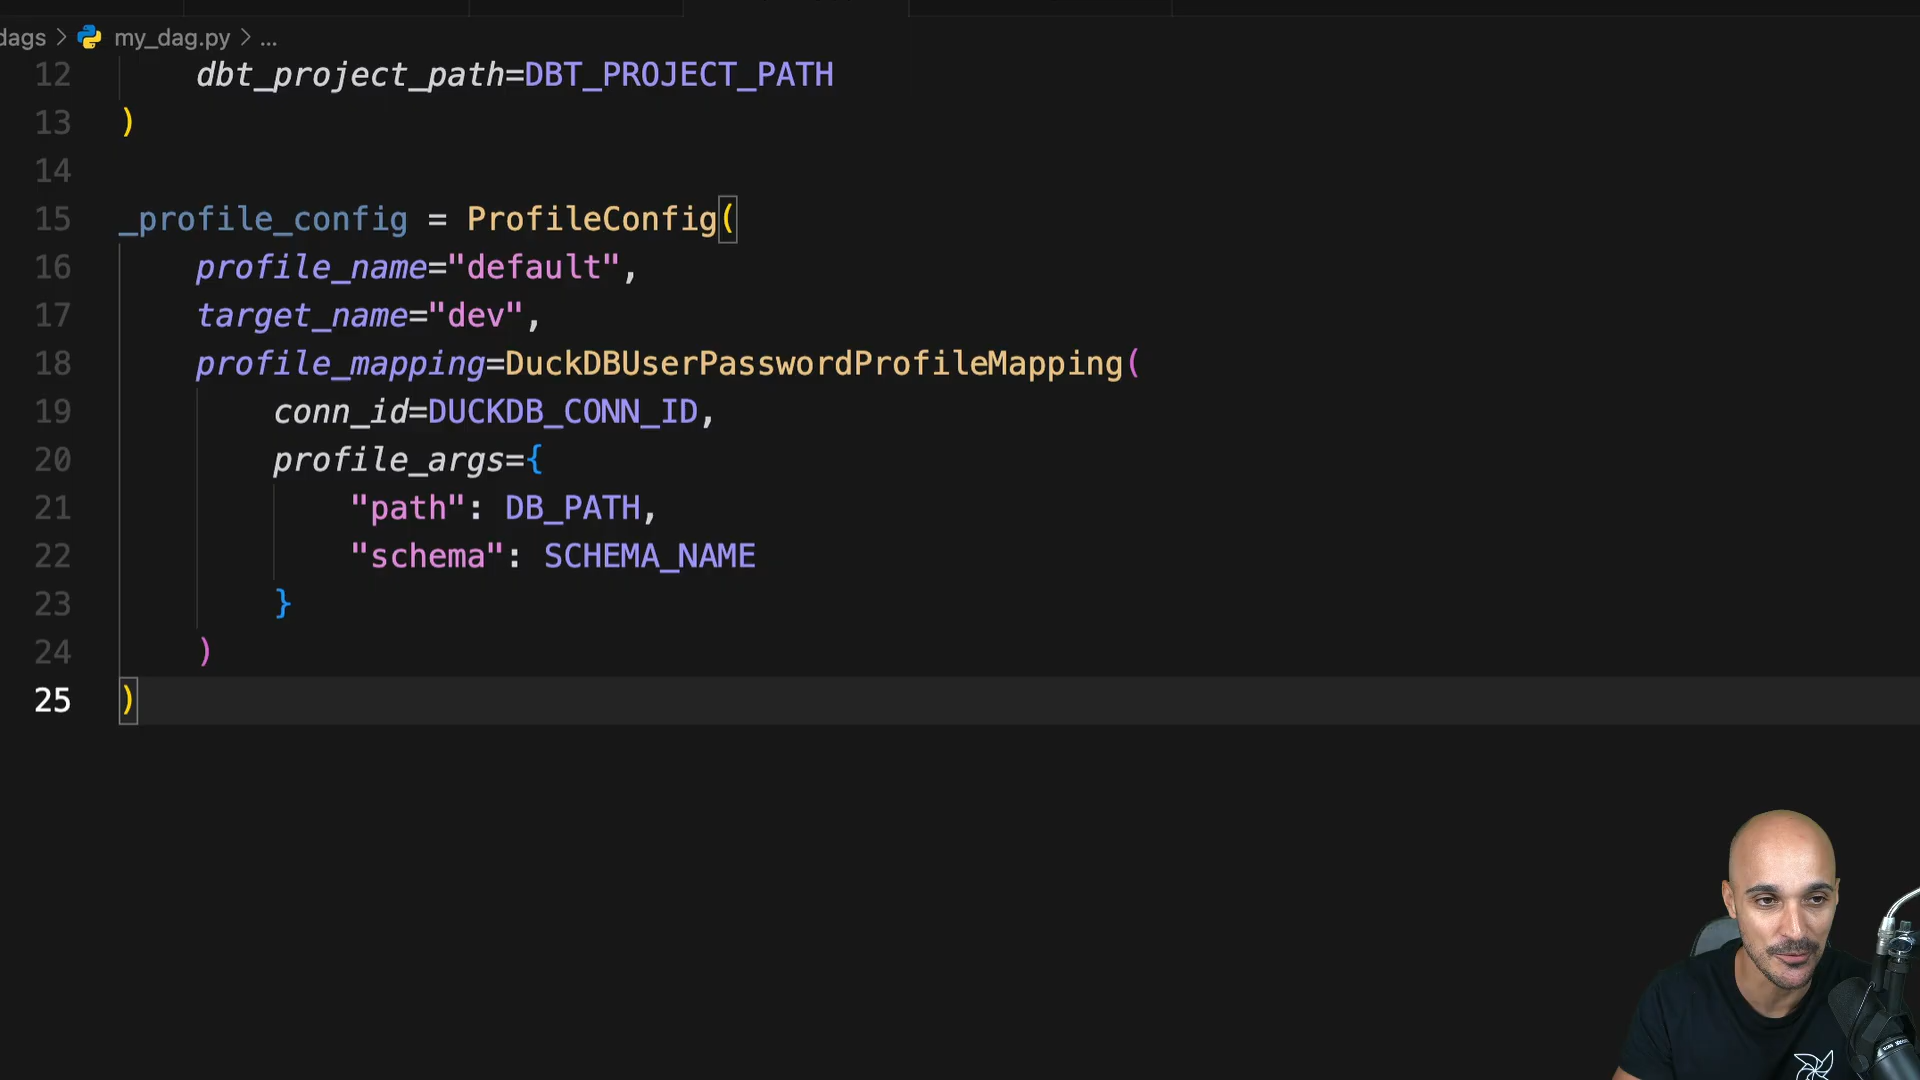 dags > my_dag.py > ...
12 dbt_project_path=DBT_PROJECT_PATH
13 )
14
15 _profile_config = ProfileConfig(
16 profile_name="default",
17 target_name="dev",
18 profile_mapping=DuckDBUserPasswordProfileMapping(
19 conn_id=DUCKDB_CONN_ID,
20 profile_args={
21 "path": DB_PATH,
22 "schema": SCHEMA_NAME
23 }
24 )
25 )